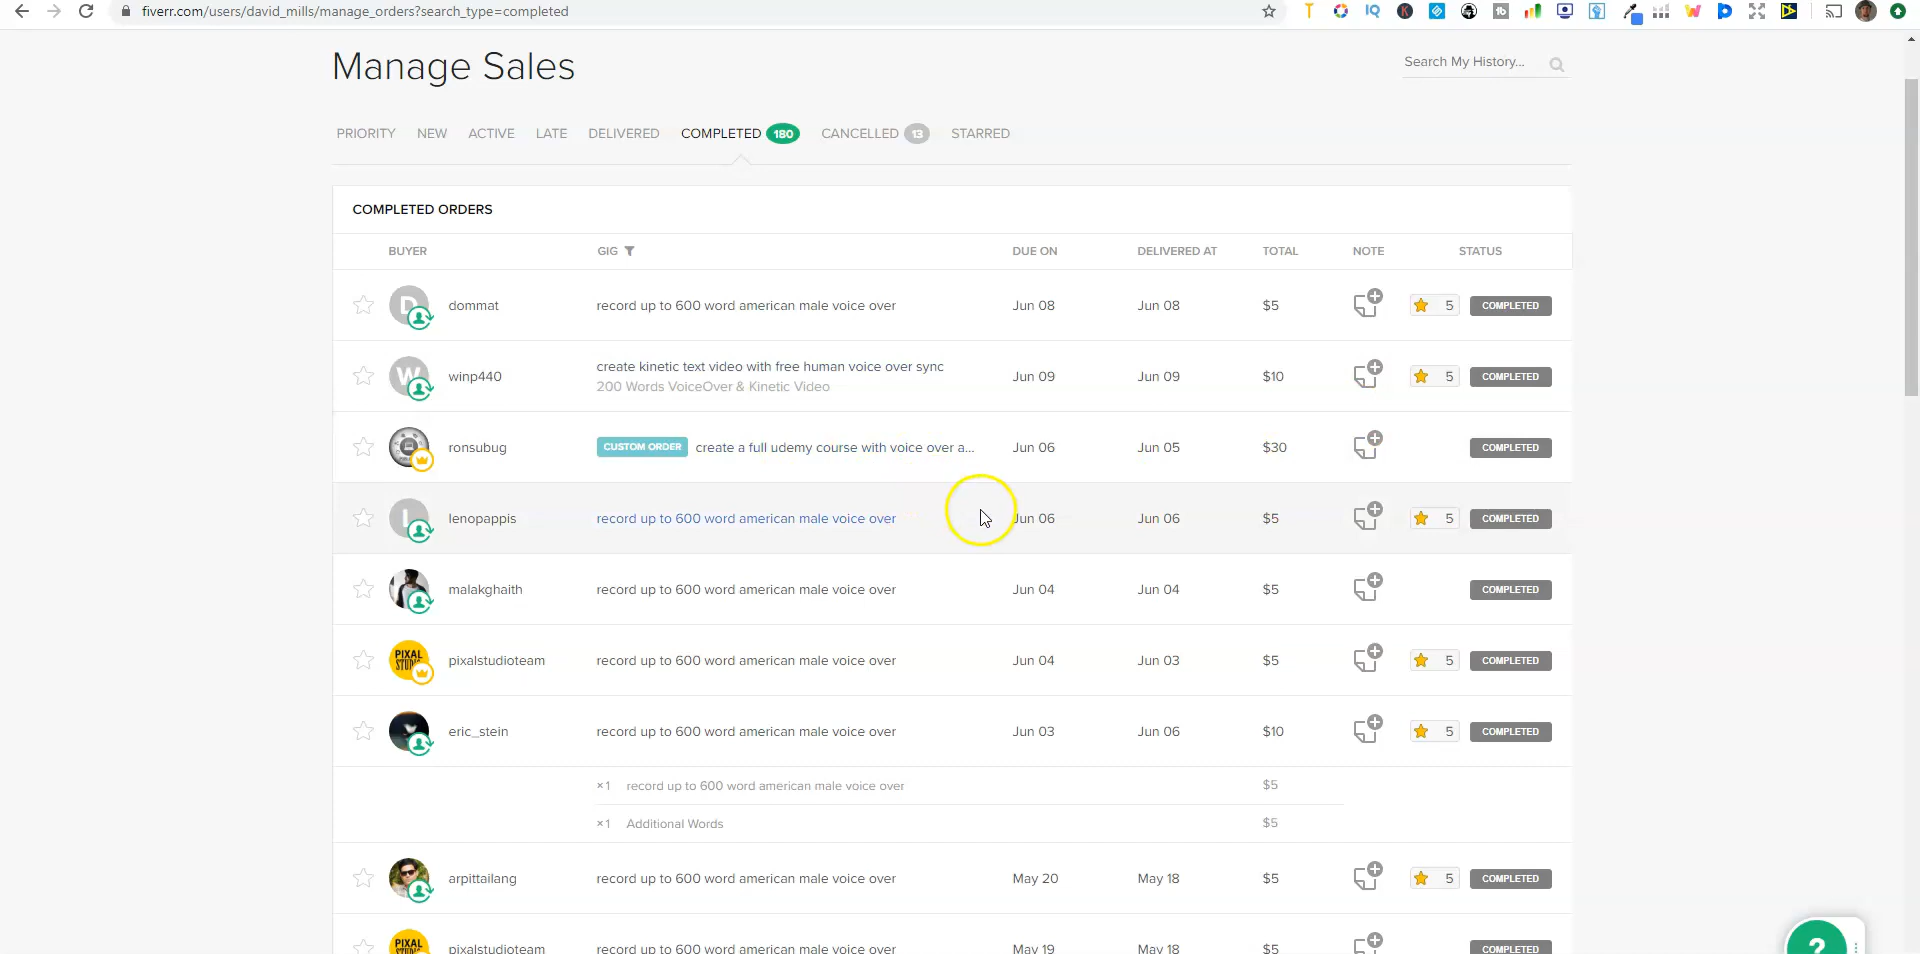 fiverr.com/users/david_mills/manage_orders?search_type=completed
Manage Sales
Search My History...
PRIORITY NEW ACTIVE LATE DELIVERED COMPLETED 180 CANCELLED 13 STARRED
COMPLETED ORDERS
BUYER GIG DUE ON DELIVERED AT TOTAL NOTE STATUS
D dommat record up to 600 word american male voice over Jun 08 Jun 08 $5 5 COMPLETED
W winp440 create kinetic text video with free human voice over sync Jun 09 Jun 09 $10 5 COMPLETED
200 Words VoiceOver & Kinetic Video
ronsubug CUSTOM ORDER create a full udemy course with voice over a... Jun 06 Jun 05 $30 COMPLETED
L lenopappis record up to 600 word american male voice over Jun 06 Jun 06 $5 5 COMPLETED
malakghaith record up to 600 word american male voice over Jun 04 Jun 04 $5 COMPLETED
PIXAL STUDIO pixalstudioteam record up to 600 word american male voice over Jun 04 Jun 03 $5 5 COMPLETED
eric_stein record up to 600 word american male voice over Jun 03 Jun 06 $10 5 COMPLETED
×1 record up to 600 word american male voice over $5
×1 Additional Words $5
arpittailang record up to 600 word american male voice over May 20 May 18 $5 5 COMPLETED
PIXAL pixalstudioteam record up to 600 word american male voice over May 19 May 18 $5 COMPLETED
?